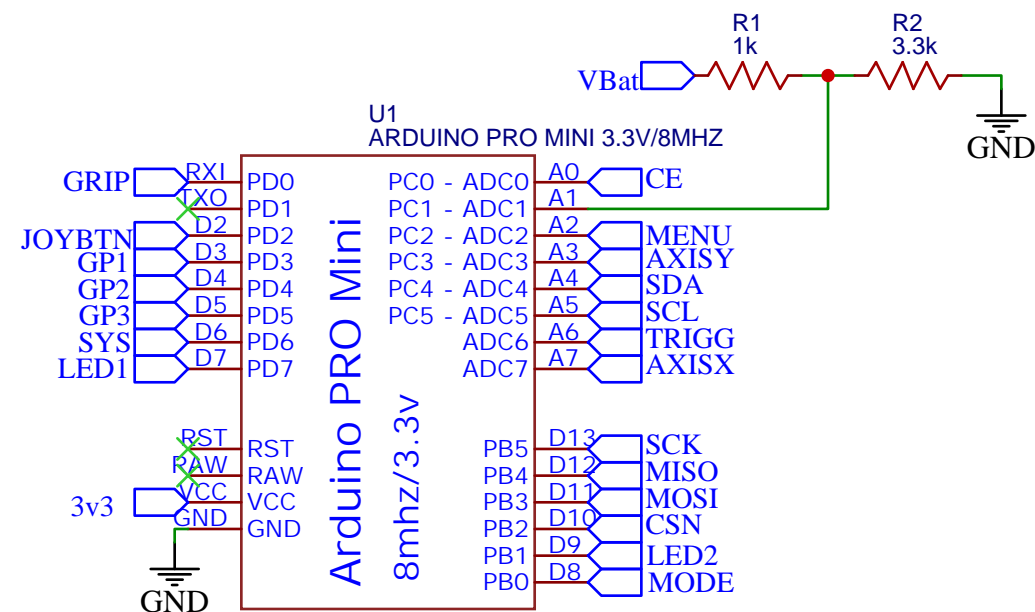 R1
1k
R2
3.3k
VBat
GND
U1
ARDUINO PRO MINI 3.3V/8MHZ
GRIP RXI PD0 PC0 - ADC0 A0 CE
TXO PD1 PC1 - ADC1 A1
JOYBTN D2 PD2 PC2 - ADC2 A2 MENU
GP1 D3 PD3 PC3 - ADC3 A3 AXISY
GP2 D4 PD4 PC4 - ADC4 A4 SDA
GP3 D5 PD5 PC5 - ADC5 A5 SCL
SYS D6 PD6 ADC6 A6 TRIGG
LED1 D7 PD7 ADC7 A7 AXISX
Arduino PRO Mini
8mhz/3.3v
RST RST PB5 D13 SCK
RAW RAW PB4 D12 MISO
3v3 VCC VCC PB3 D11 MOSI
GND GND PB2 D10 CSN
PB1 D9 LED2
PB0 D8 MODE
GND